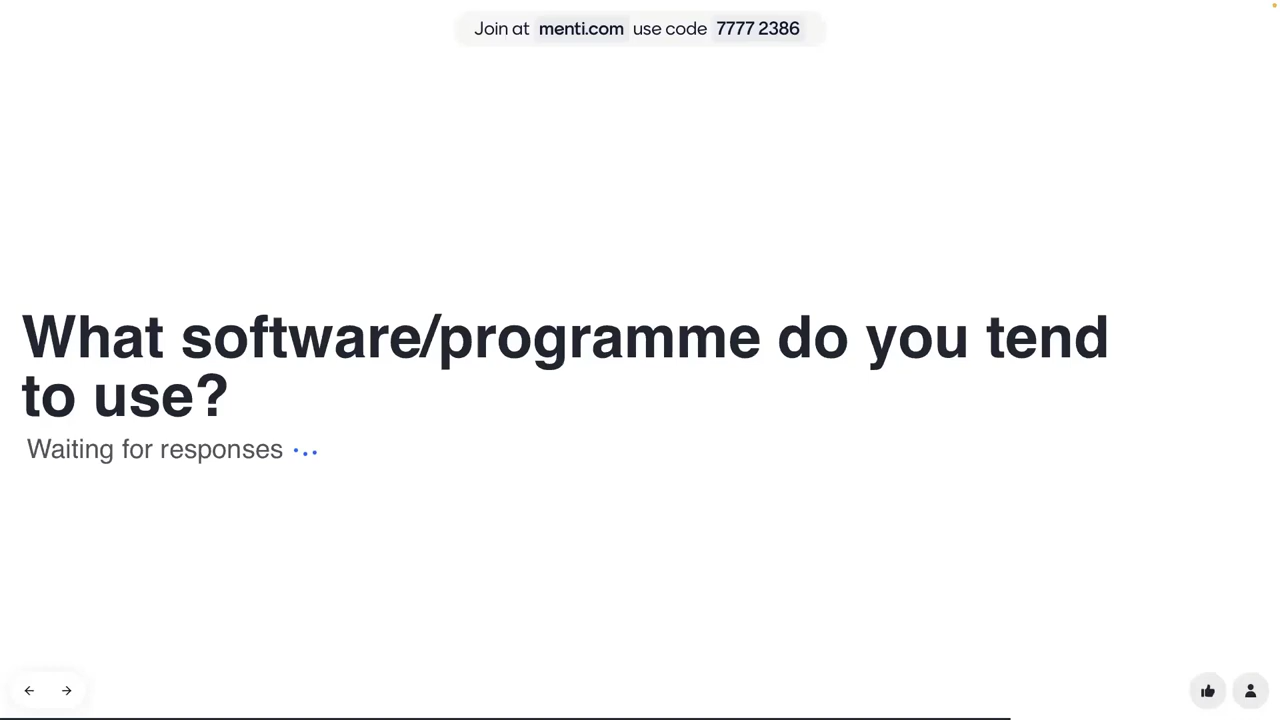 Join at menti.com use code 7777 2386
What software/programme do you tend
to use?
Waiting for responses